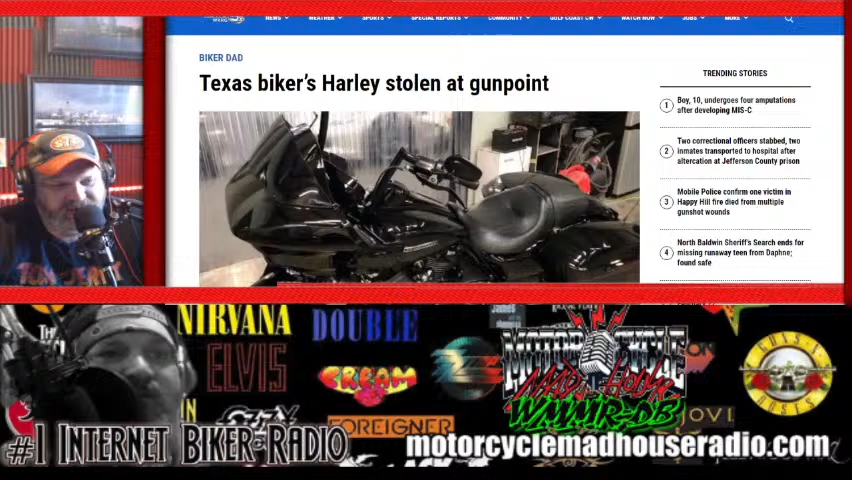 NEWS WEATHER SPORTS SPECIAL REPORTS COMMUNITY GULF COAST CW WATCH NOW JOBS MORE
BIKER DAD
Texas biker's Harley stolen at gunpoint
TRENDING STORIES
1 Boy, 10, undergoes four amputations
after developing MIS-C
2 Two correctional officers stabbed, two
inmates transported to hospital after
altercation at Jefferson County prison
3 Mobile Police confirm one victim in
Happy Hill fire died from multiple
gunshot wounds
4 North Baldwin Sheriff's Search ends for
missing runaway teen from Daphne;
found safe
NIRVANA
DOUBLE
ELVIS
CREAM
FOREIGNER
MOTORCYCLE
MADHOUSE
WMMR-DB
GUNS N
ROSES
#1 INTERNET BIKER RADIO
motorcyclemadhouseradio.com